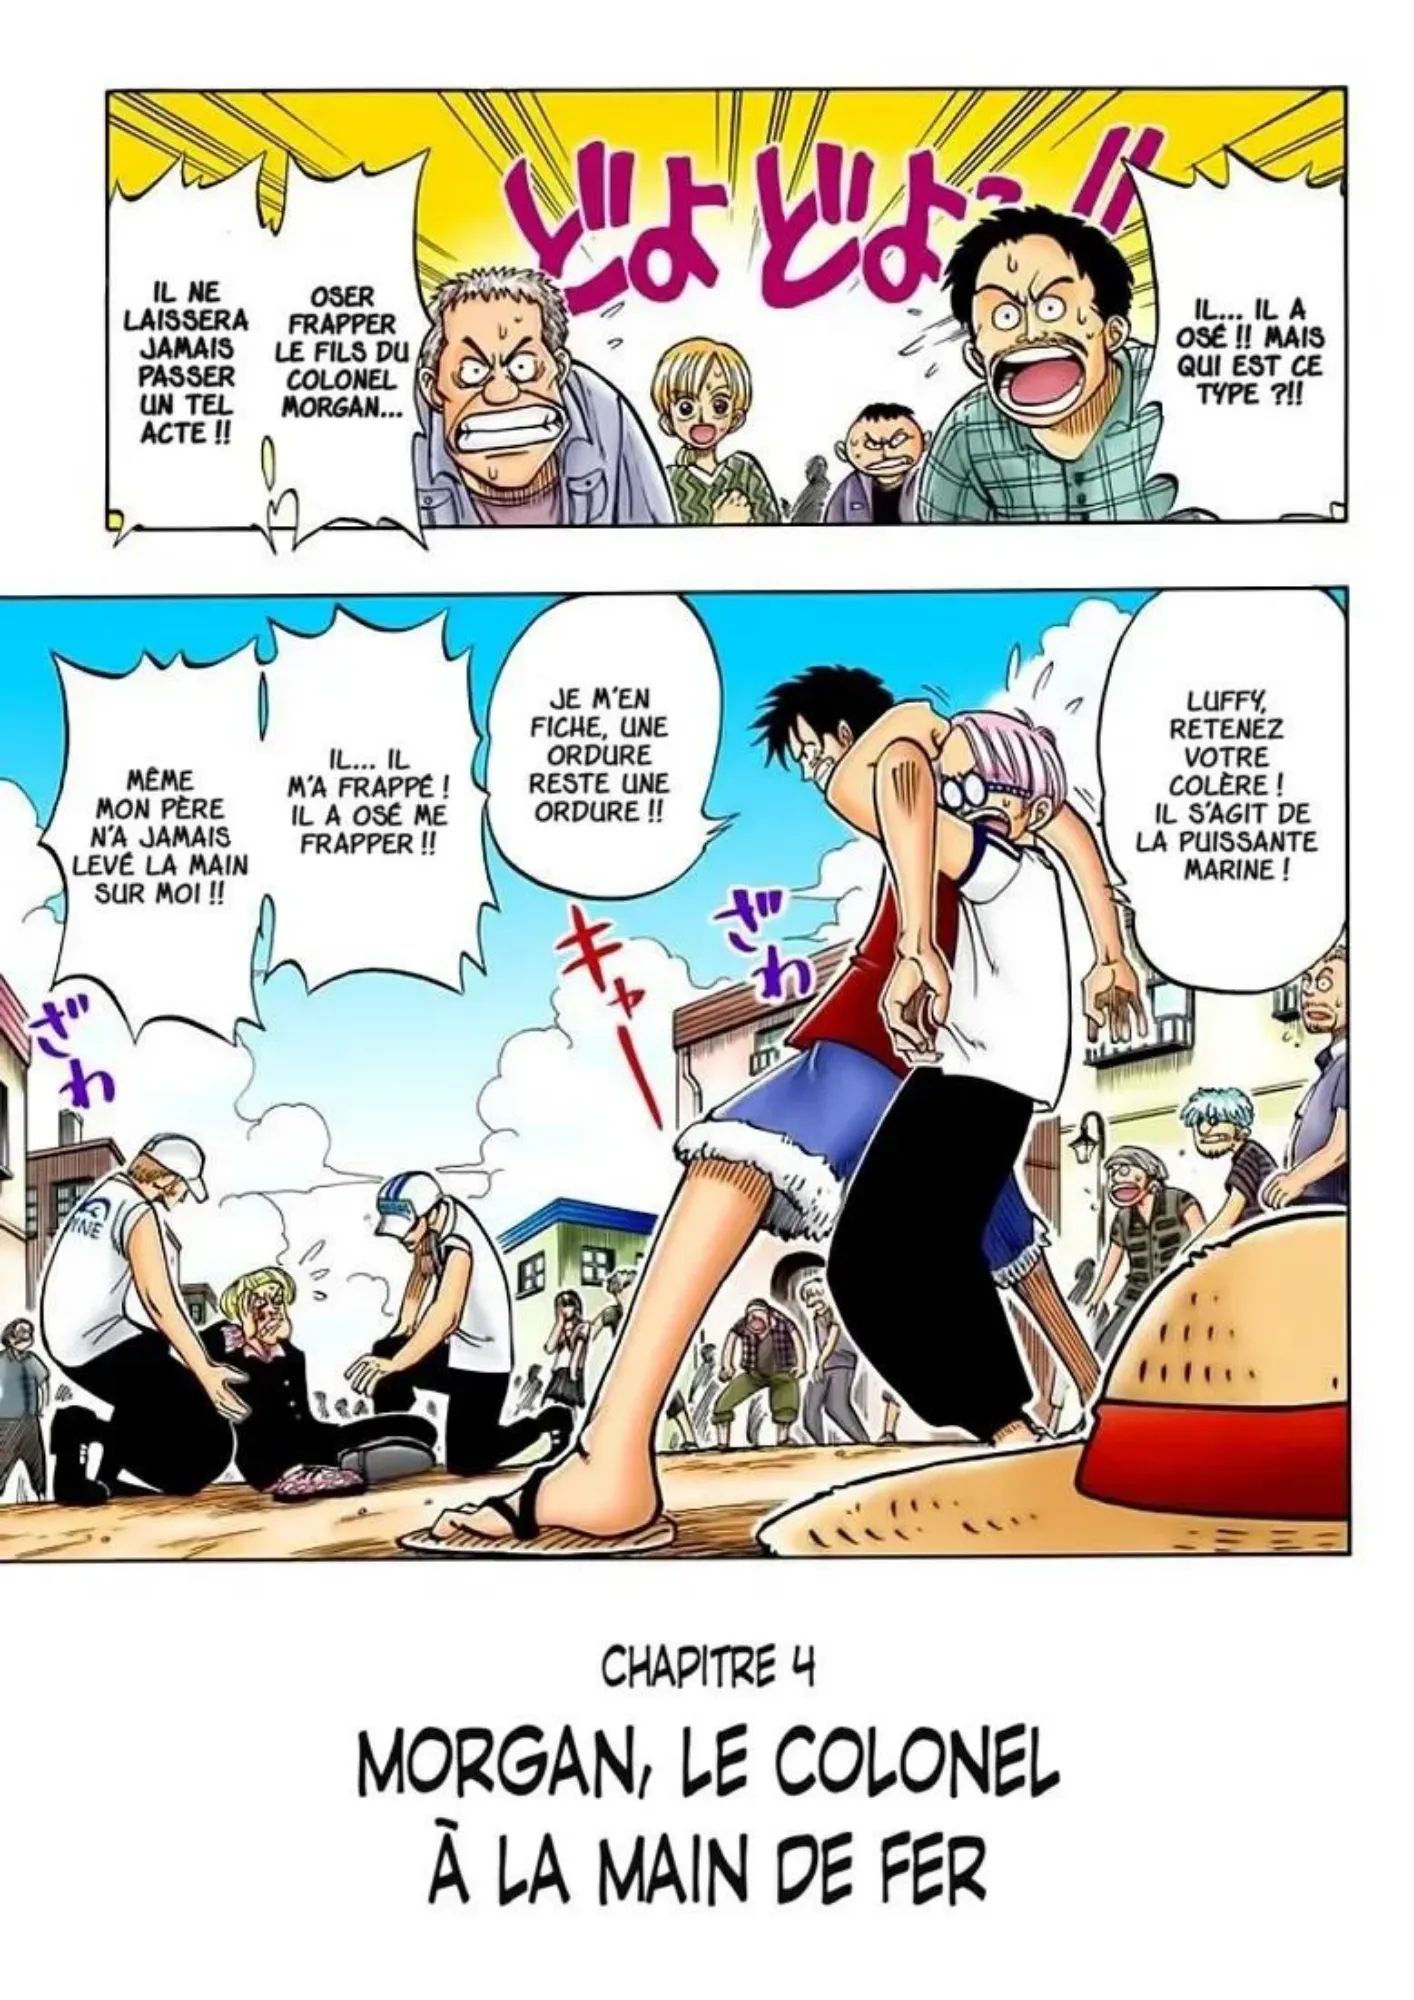 IL... IL A
OSÉ !! MAIS
QUI EST CE
TYPE ?!!
どよどよっ!!
OSER
FRAPPER
LE FILS DU
COLONEL
MORGAN...
IL NE
LAISSERA
JAMAIS
PASSER
UN TEL
ACTE !!
LUFFY,
RETENEZ
VOTRE
COLÈRE !
IL S'AGIT DE
LA PUISSANTE
MARINE !
JE M'EN
FICHE, UNE
ORDURE
RESTE UNE
ORDURE !!
IL... IL
M'A FRAPPÉ !
IL A OSÉ ME
FRAPPER !!
MÊME
MON PÈRE
N'A JAMAIS
LEVÉ LA MAIN
SUR MOI !!
ざわ
キャー
ざわ
INE
CHAPITRE 4
MORGAN, LE COLONEL
À LA MAIN DE FER